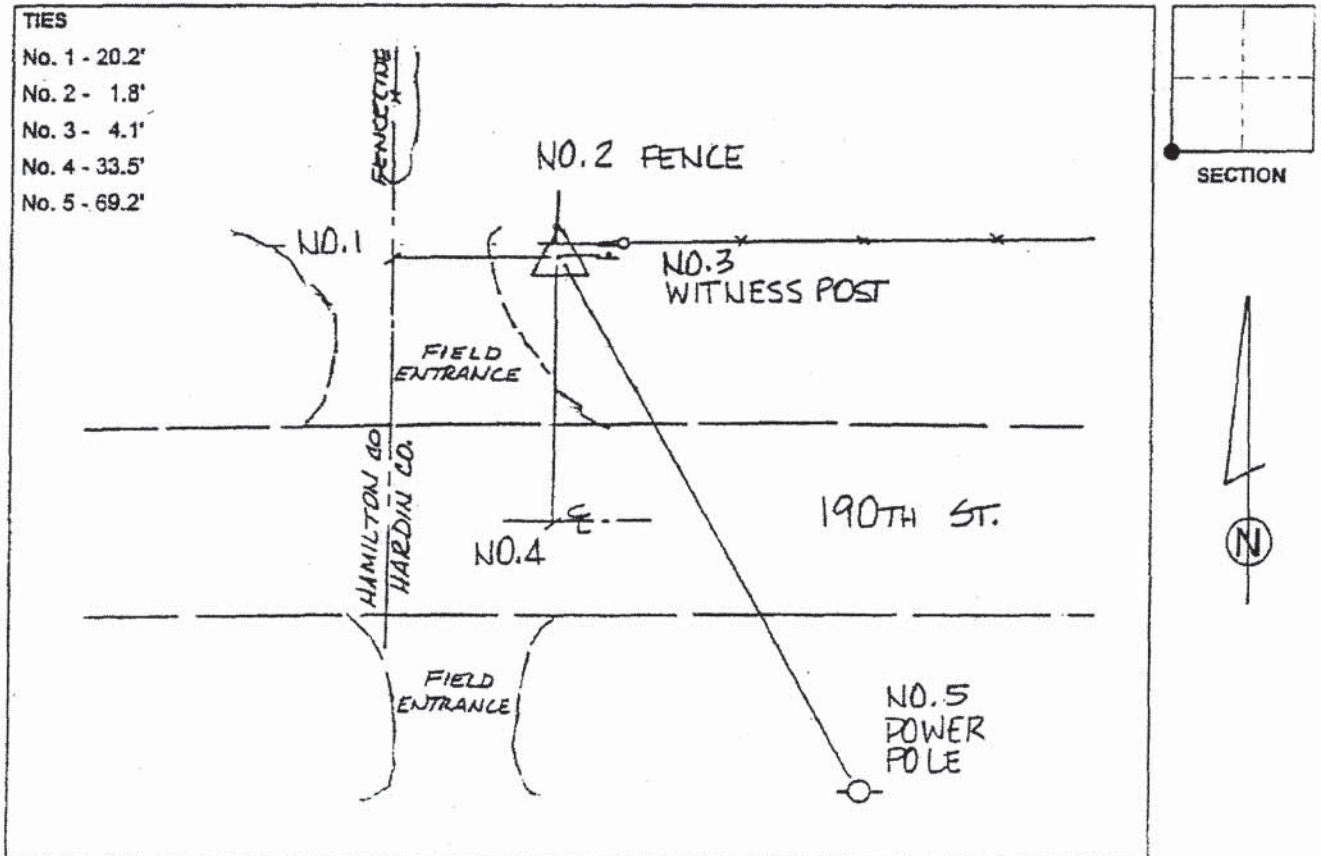 TIES
No. 1 - 20.2'
No. 2 - 1.8'
No. 3 - 4.1'
No. 4 - 33.5'
No. 5 - 69.2'
FENCELINE
NO. 2 FENCE
SECTION
NO. 1
NO. 3
WITNESS POST
FIELD
ENTRANCE
HAMILTON CO
HARDIN CO.
190TH ST.
℄
NO. 4
N
FIELD
ENTRANCE
NO. 5
POWER
POLE